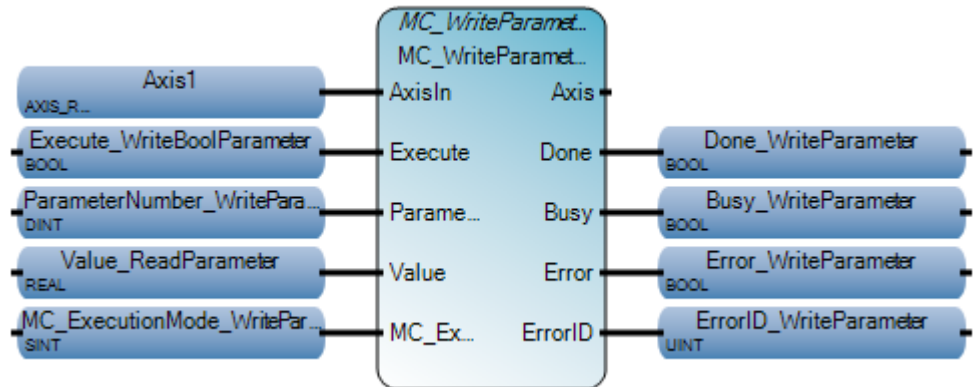 MC_WriteParamet...
MC_WriteParamet...
Axis1
AXIS_R...
AxisIn
Axis
Execute_WriteBoolParameter
BOOL
Execute
Done
Done_WriteParameter
BOOL
ParameterNumber_WritePara...
DINT
Parame...
Busy
Busy_WriteParameter
BOOL
Value_ReadParameter
REAL
Value
Error
Error_WriteParameter
BOOL
MC_ExecutionMode_WritePar...
SINT
MC_Ex...
ErrorID
ErrorID_WriteParameter
UINT